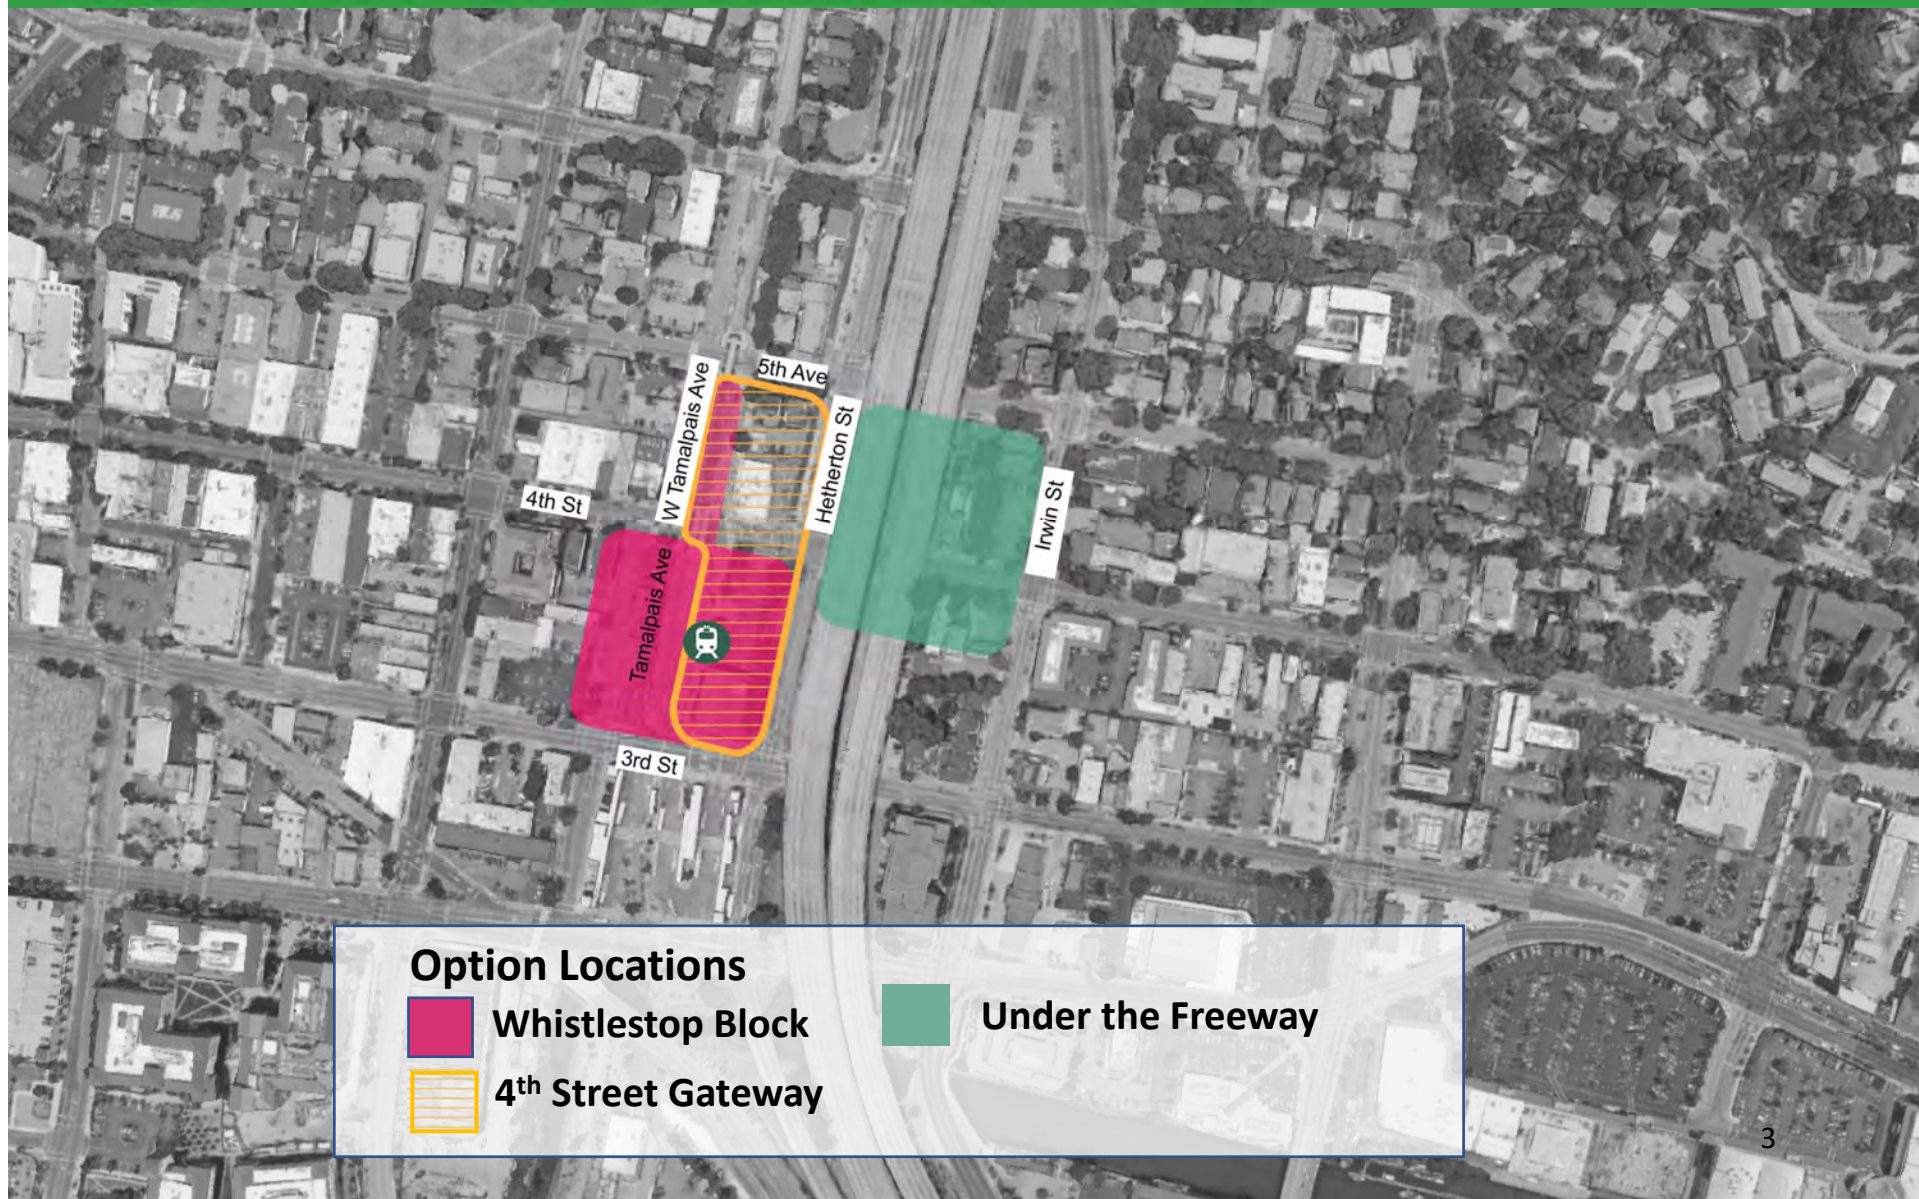 5th Ave
W Tamalpais Ave
Hetherton St
4th St
Irwin St
Tamalpais Ave
3rd St
Option Locations
Whistlestop Block
Under the Freeway
4th Street Gateway
3